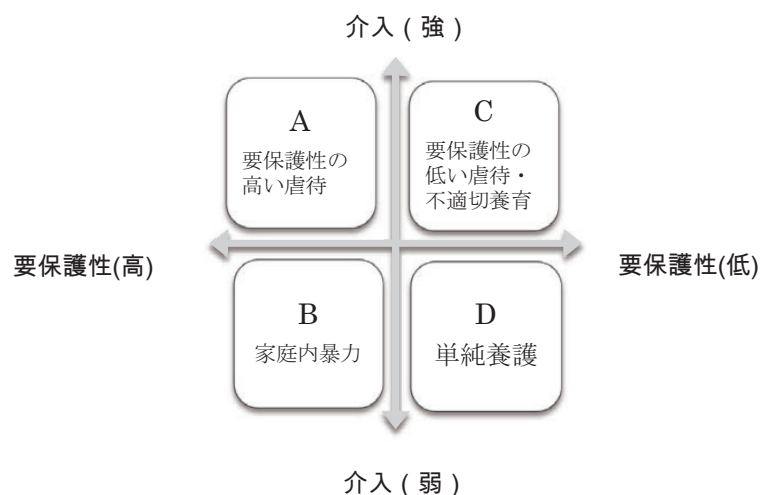 介入（強）
A
要保護性の
高い虐待
C
要保護性の
低い虐待・
不適切養育
要保護性(高)
要保護性(低)
B
家庭内暴力
D
単純養護
介入（弱）